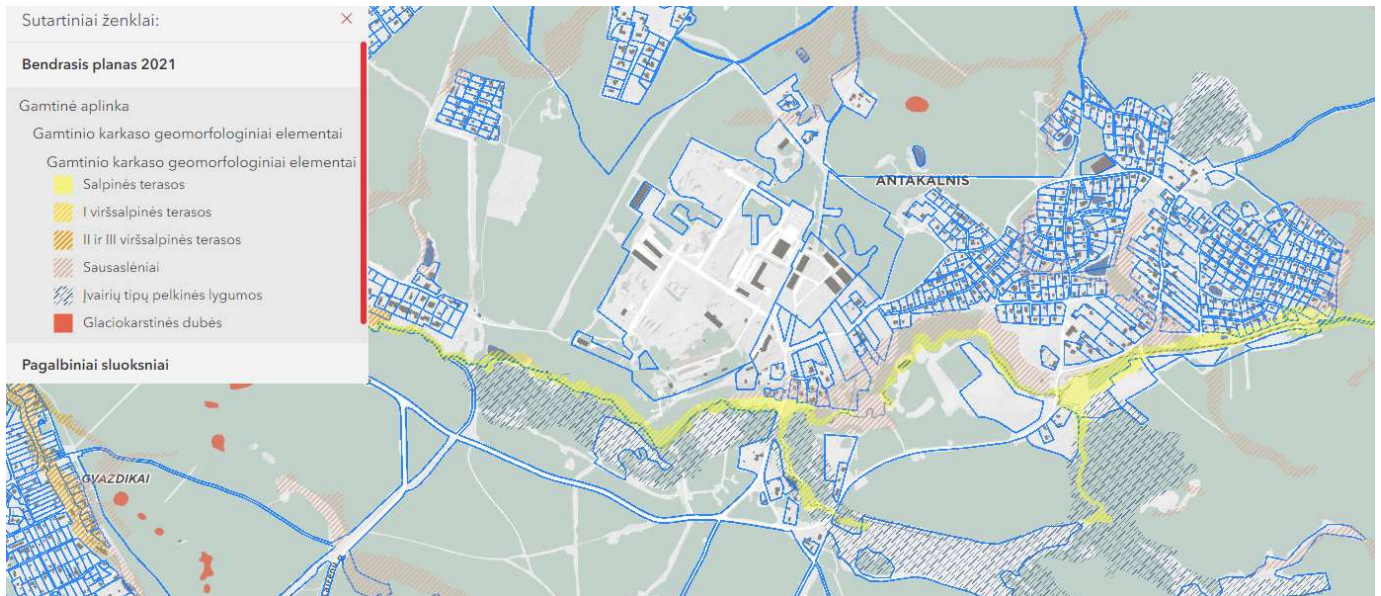 Sutartiniai ženklai:
Bendrasis planas 2021
Gamtinė aplinka
Gamtinio karkaso geomorfologiniai elementai
Gamtinio karkaso geomorfologiniai elementai
Salpinės terasos
I viršsalpinės terasos
II ir III viršsalpinės terasos
Sausaslėniai
Įvairių tipų pelkinės lygumos
Glaciokarstinės dubės
Pagalbiniai sluoksniai
ANTAKALNIS
GVAZDIKAI